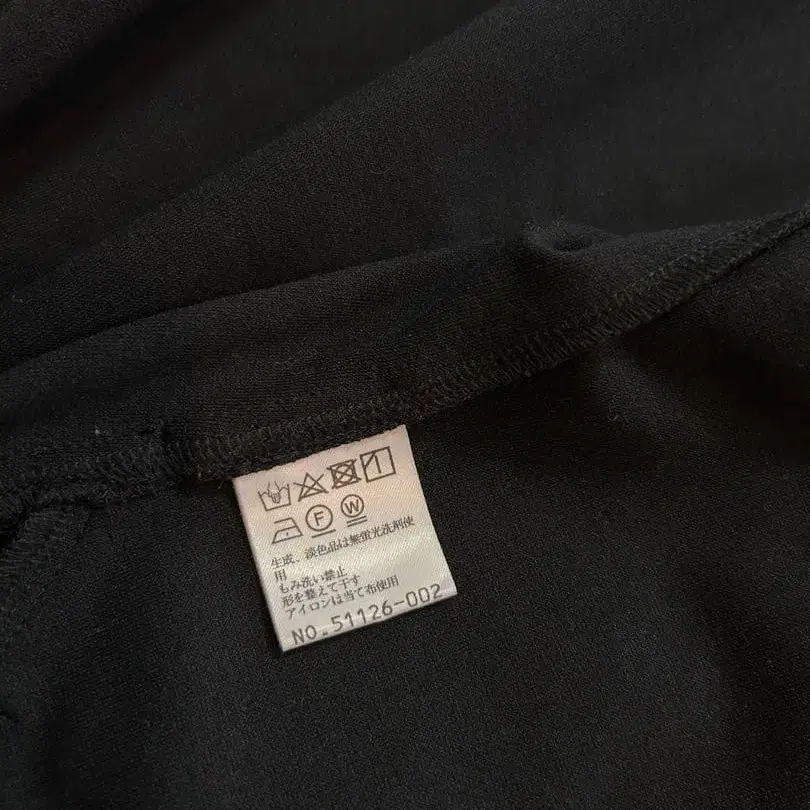 F W
生成、淡色品は無蛍光洗剤使
用
もみ洗い禁止
形を整えて干す
アイロンは当て布使用
NO.51126-002